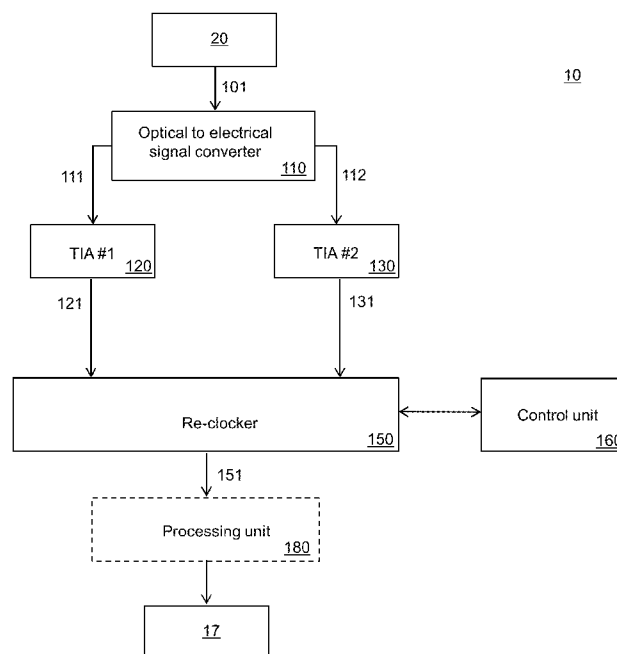 20
10
101
Optical to electrical
signal converter
110
111
112
TIA #1
120
TIA #2
130
121
131
Re-clocker
150
Control unit
160
151
Processing unit
180
17